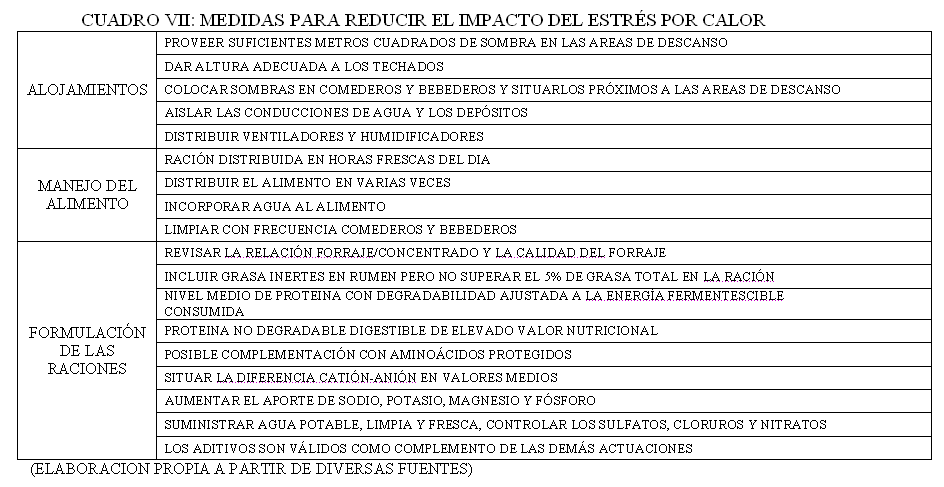 CUADRO VII: MEDIDAS PARA REDUCIR EL IMPACTO DEL ESTRÉS POR CALOR
ALOJAMIENTOS
PROVEER SUFICIENTES METROS CUADRADOS DE SOMBRA EN LAS AREAS DE DESCANSO
DAR ALTURA ADECUADA A LOS TECHADOS
COLOCAR SOMBRAS EN COMEDEROS Y BEBEDEROS Y SITUARLOS PRÓXIMOS A LAS AREAS DE DESCANSO
AISLAR LAS CONDUCCIONES DE AGUA Y LOS DEPÓSITOS
DISTRIBUIR VENTILADORES Y HUMIDIFICADORES
MANEJO DEL
ALIMENTO
RACIÓN DISTRIBUIDA EN HORAS FRESCAS DEL DIA
DISTRIBUIR EL ALIMENTO EN VARIAS VECES
INCORPORAR AGUA AL ALIMENTO
LIMPIAR CON FRECUENCIA COMEDEROS Y BEBEDEROS
FORMULACIÓN
DE LAS
RACIONES
REVISAR LA RELACIÓN FORRAJE/CONCENTRADO Y LA CALIDAD DEL FORRAJE
INCLUIR GRASA INERTES EN RUMEN PERO NO SUPERAR EL 5% DE GRASA TOTAL EN LA RACIÓN
NIVEL MEDIO DE PROTEINA CON DEGRADABILIDAD AJUSTADA A LA ENERGÍA FERMENTESCIBLE
CONSUMIDA
PROTEINA NO DEGRADABLE DIGESTIBLE DE ELEVADO VALOR NUTRICIONAL
POSIBLE COMPLEMENTACIÓN CON AMINOÁCIDOS PROTEGIDOS
SITUAR LA DIFERENCIA CATIÓN-ANIÓN EN VALORES MEDIOS
AUMENTAR EL APORTE DE SODIO, POTASIO, MAGNESIO Y FÓSFORO
SUMINISTRAR AGUA POTABLE, LIMPIA Y FRESCA, CONTROLAR LOS SULFATOS, CLORUROS Y NITRATOS
LOS ADITIVOS SON VÁLIDOS COMO COMPLEMENTO DE LAS DEMÁS ACTUACIONES
(ELABORACION PROPIA A PARTIR DE DIVERSAS FUENTES)